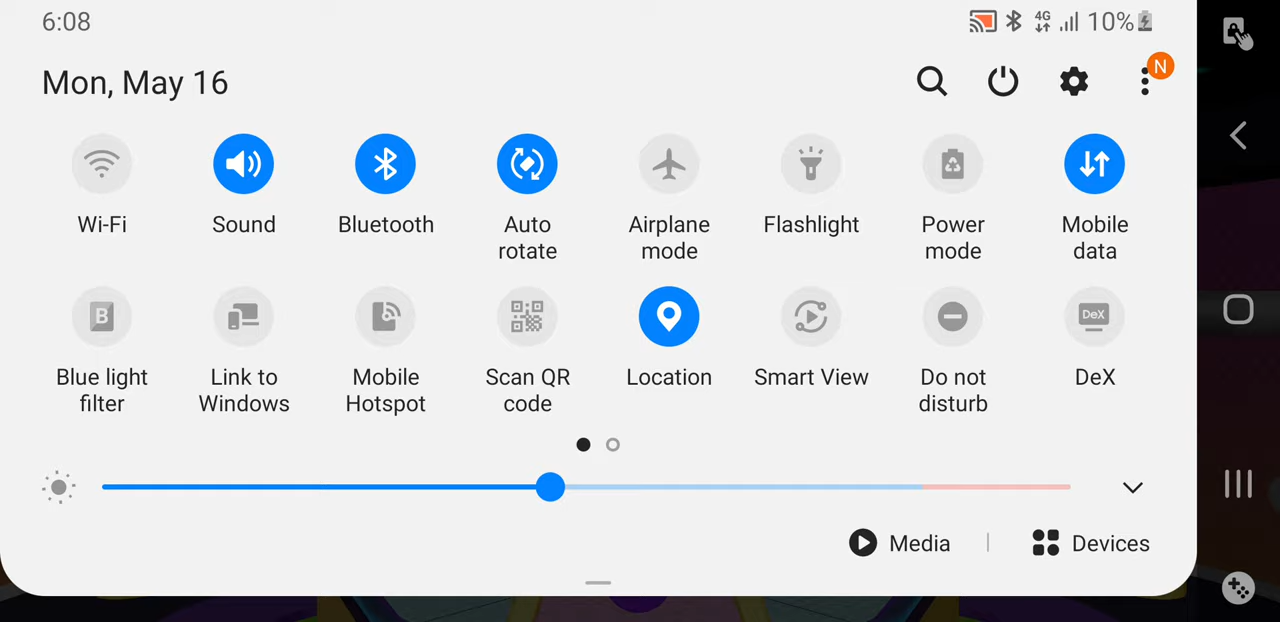 6:08
4G 10%
Mon, May 16
N
Wi-Fi
Sound
Bluetooth
Auto
rotate
Airplane
mode
Flashlight
Power
mode
Mobile
data
B
DeX
Blue light
filter
Link to
Windows
Mobile
Hotspot
Scan QR
code
Location
Smart View
Do not
disturb
DeX
Media
Devices